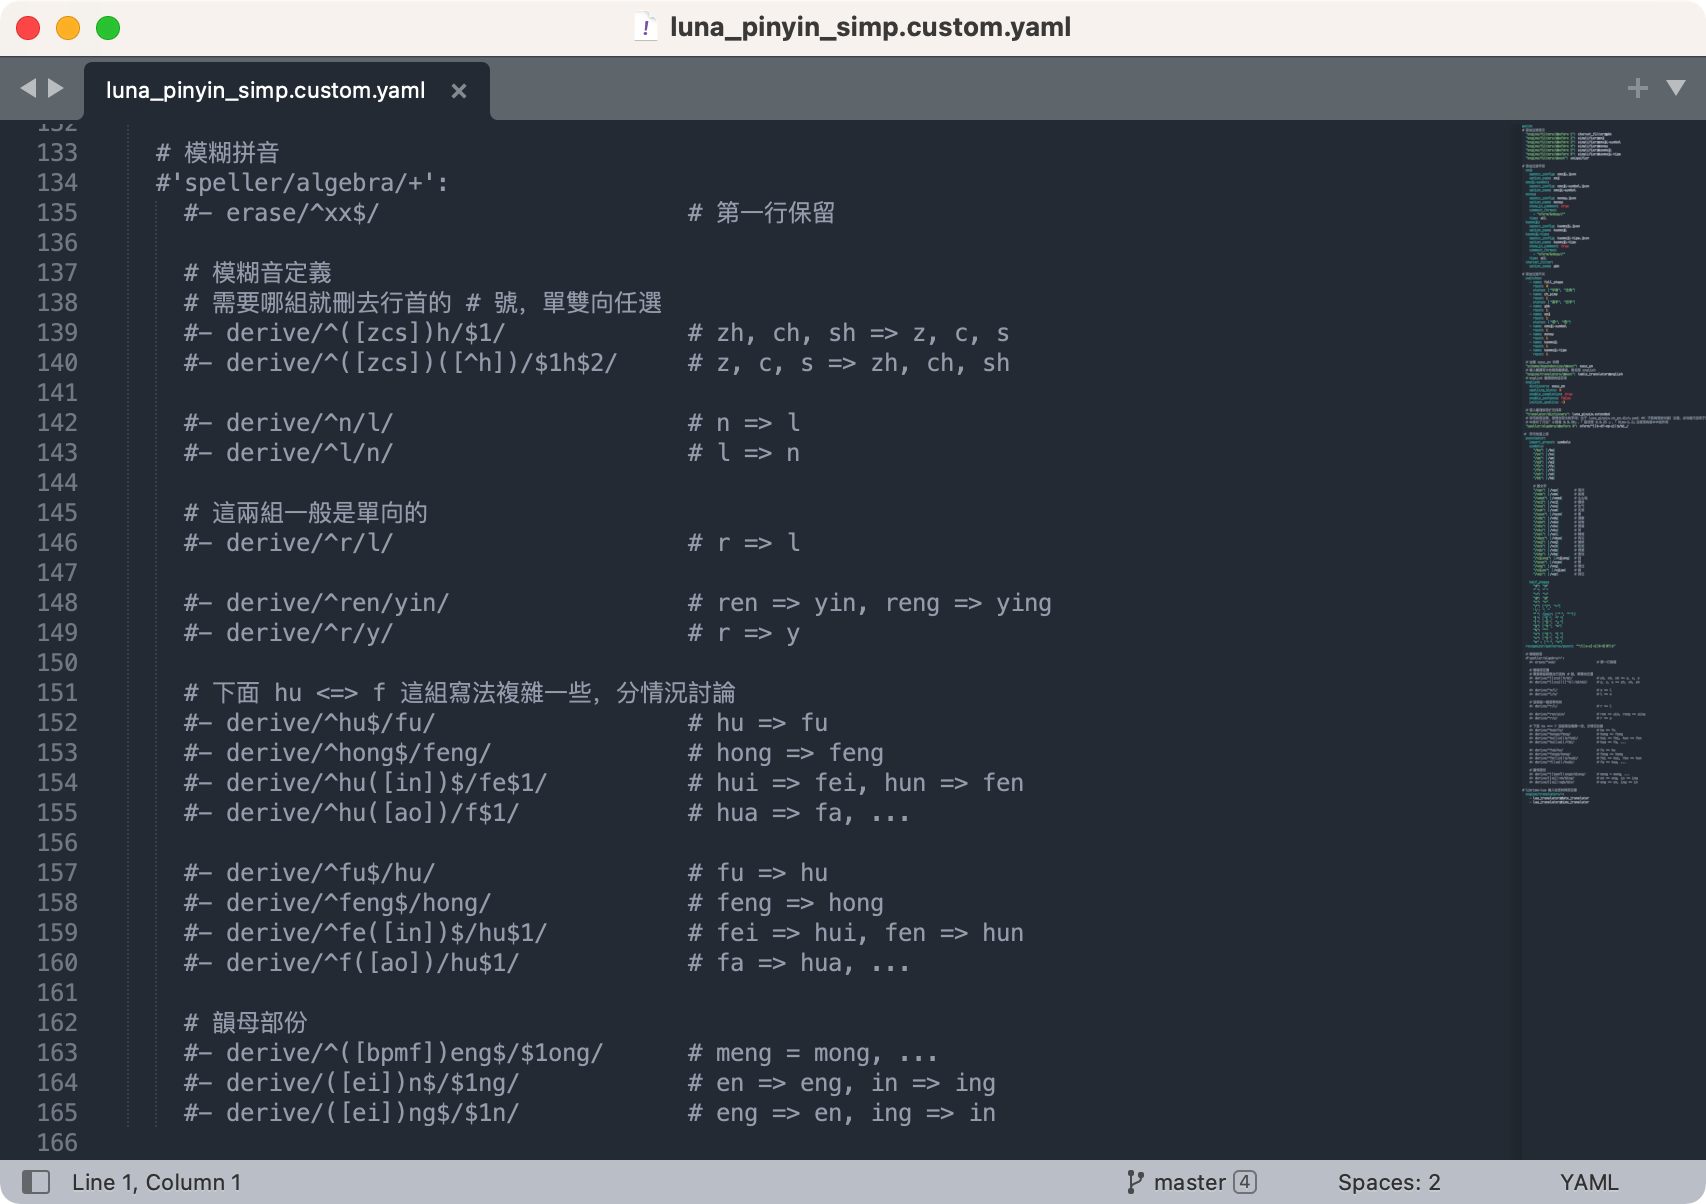 luna_pinyin_simp.custom.yaml
luna_pinyin_simp.custom.yaml
132
133 # 模糊拼音
134 #'speller/algebra/+':
135 #- erase/^xx$/ # 第一行保留
136
137 # 模糊音定義
138 # 需要哪組就刪去行首的 # 號，單雙向任選
139 #- derive/^([zcs])h/$1/ # zh, ch, sh => z, c, s
140 #- derive/^([zcs])([^h])/$1h$2/ # z, c, s => zh, ch, sh
141
142 #- derive/^n/l/ # n => l
143 #- derive/^l/n/ # l => n
144
145 # 這兩組一般是單向的
146 #- derive/^r/l/ # r => l
147
148 #- derive/^ren/yin/ # ren => yin, reng => ying
149 #- derive/^r/y/ # r => y
150
151 # 下面 hu <=> f 這組寫法複雜一些，分情況討論
152 #- derive/^hu$/fu/ # hu => fu
153 #- derive/^hong$/feng/ # hong => feng
154 #- derive/^hu([in])$/fe$1/ # hui => fei, hun => fen
155 #- derive/^hu([ao])/f$1/ # hua => fa, ...
156
157 #- derive/^fu$/hu/ # fu => hu
158 #- derive/^feng$/hong/ # feng => hong
159 #- derive/^fe([in])$/hu$1/ # fei => hui, fen => hun
160 #- derive/^f([ao])/hu$1/ # fa => hua, ...
161
162 # 韻母部份
163 #- derive/^([bpmf])eng$/$1ong/ # meng = mong, ...
164 #- derive/([ei])n$/$1ng/ # en => eng, in => ing
165 #- derive/([ei])ng$/$1n/ # eng => en, ing => in
166
Line 1, Column 1 master 4 Spaces: 2 YAML